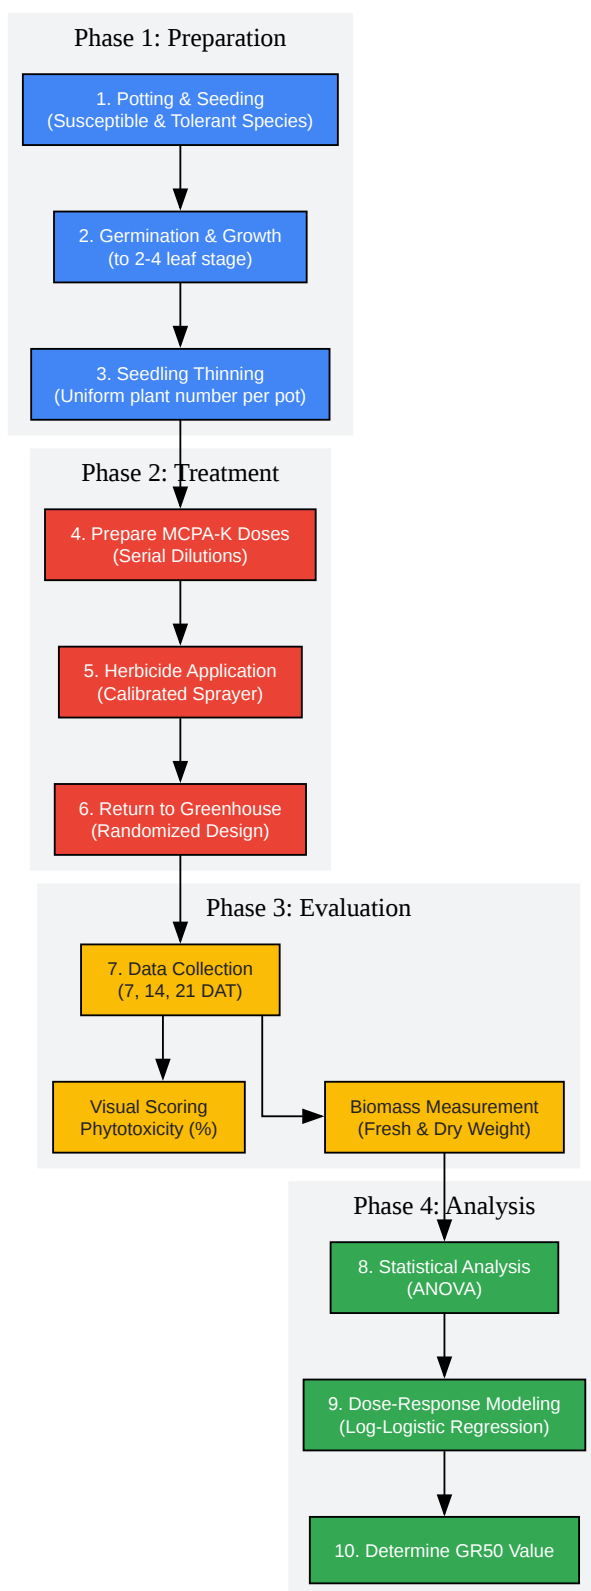 Phase 1: Preparation
1. Potting & Seeding
(Susceptible & Tolerant Species)
2. Germination & Growth
(to 2-4 leaf stage)
3. Seedling Thinning
(Uniform plant number per pot)
Phase 2: Treatment
4. Prepare MCPA-K Doses
(Serial Dilutions)
5. Herbicide Application
(Calibrated Sprayer)
6. Return to Greenhouse
(Randomized Design)
Phase 3: Evaluation
7. Data Collection
(7, 14, 21 DAT)
Visual Scoring
Phytotoxicity (%)
Biomass Measurement
(Fresh & Dry Weight)
Phase 4: Analysis
8. Statistical Analysis
(ANOVA)
9. Dose-Response Modeling
(Log-Logistic Regression)
10. Determine GR50 Value